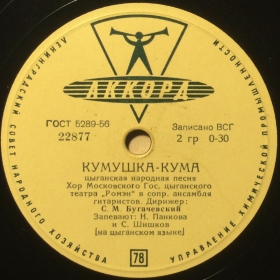 ЛЕНИНГРАДСКИЙ СОВЕТ НАРОДНОГО ХОЗЯЙСТВА
УПРАВЛЕНИЕ ХИМИЧЕСКОЙ ПРОМЫШЛЕННОСТИ
АККОРД
ГОСТ 5289-56
22877
Записано ВСГ
2 гр 0-30
КУМУШКА-КУМА
цыганская народная песня
Хор Московского Гос. цыганского
театра „Ромэн" в сопр. ансамбля
гитаристов. Дирижер:
С. М. Бугачевский
Запевают: Н. Панкова
и С. Шишков
[на цыганском языке]
78